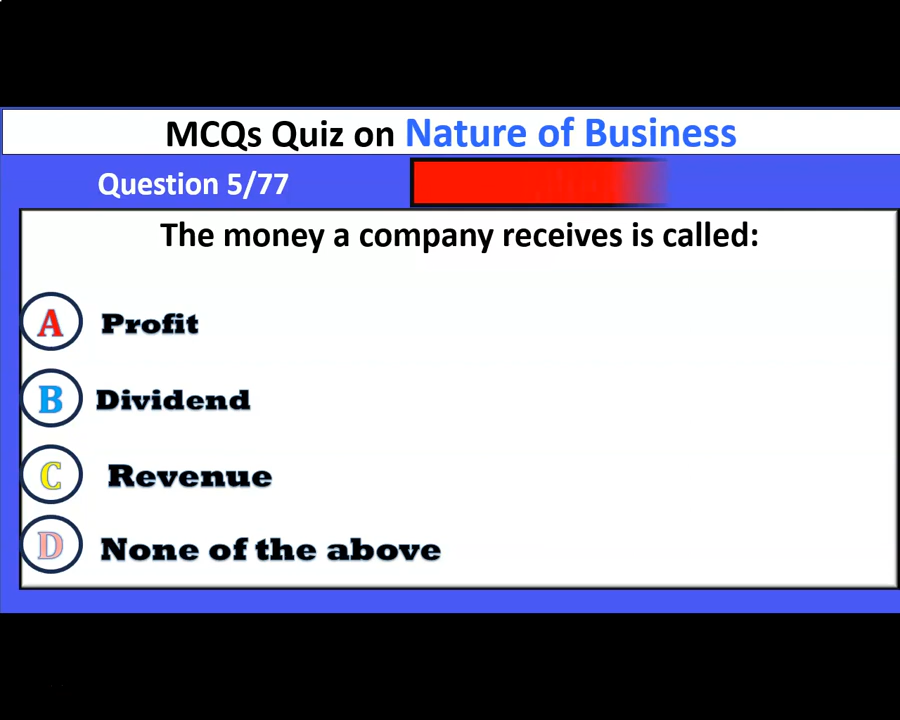 MCQs Quiz on Nature of Business
Question 5/77
The money a company receives is called:
A Profit
B Dividend
C Revenue
D None of the above